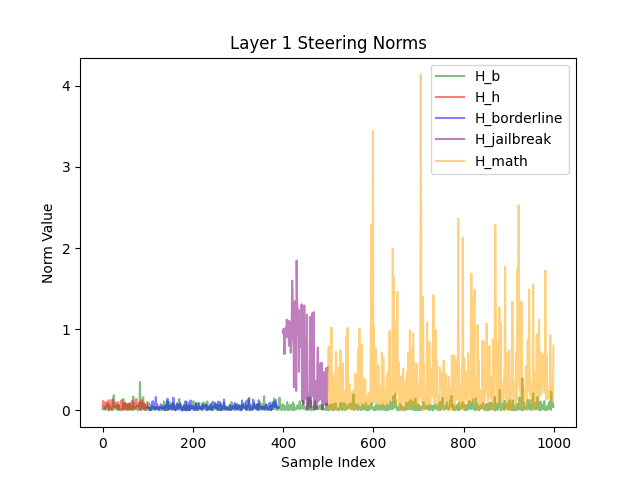 Layer 1 Steering Norms
Norm Value
4
3
2
1
0
0
200
400
600
800
1000
Sample Index
H_b
H_h
H_borderline
H_jailbreak
H_math